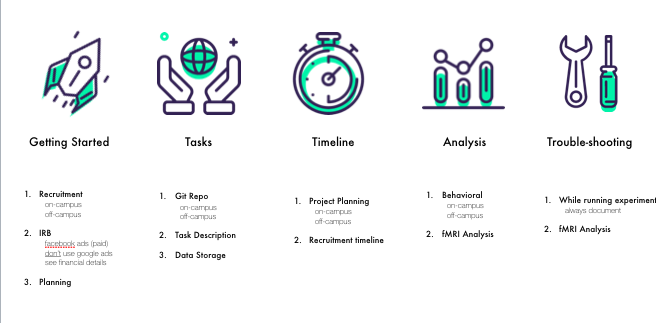 Getting Started
1. Recruitment
on-campus
off-campus
2. IRB
facebook ads (paid)
don't use google ads
see financial details
3. Planning
Tasks
1. Git Repo
on-campus
off-campus
2. Task Description
3. Data Storage
Timeline
1. Project Planning
on-campus
off-campus
2. Recruitment timeline
Analysis
1. Behavioral
on-campus
off-campus
2. fMRI Analysis
Trouble-shooting
1. While running experiment
always document
2. fMRI Analysis